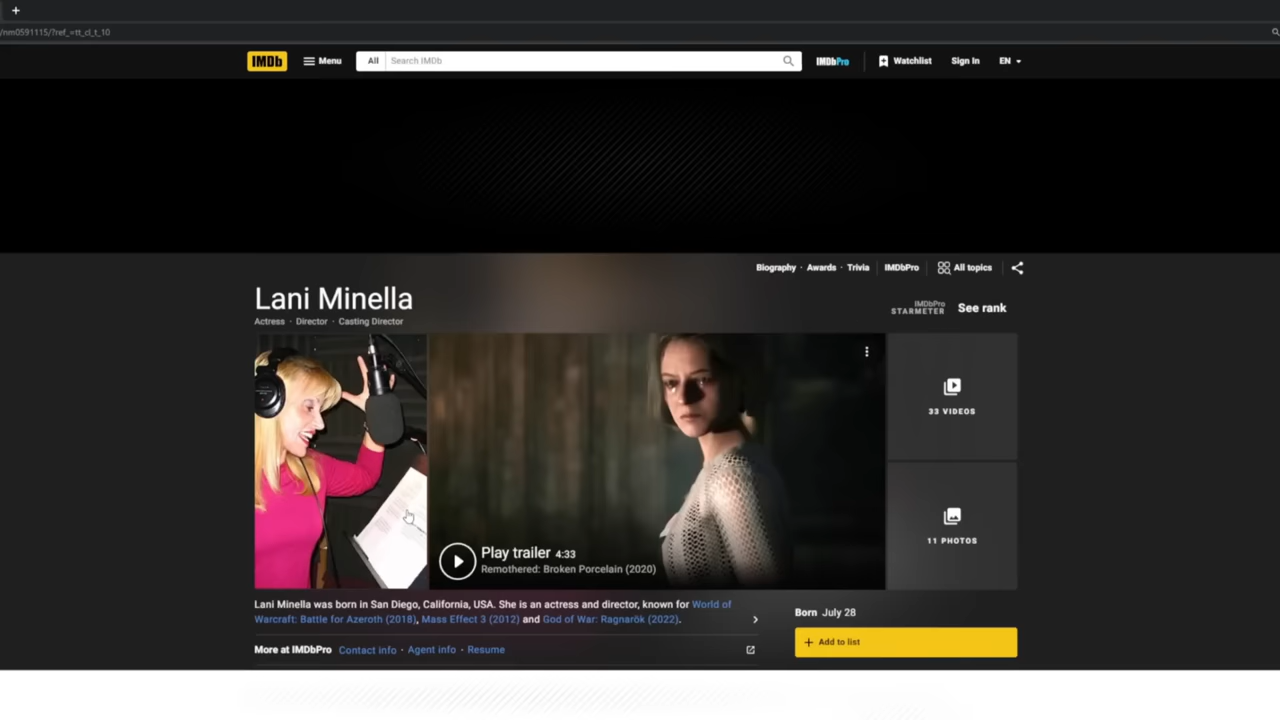 +
/nm0591115/?ref_=tt_cl_t_10
IMDb
Menu
All
Search IMDb
IMDbPro
Watchlist
Sign In
EN
Biography · Awards · Trivia
IMDbPro
All topics
Lani Minella
Actress · Director · Casting Director
IMDbPro
STARMETER
See rank
33 VIDEOS
Play trailer 4:33
Remothered: Broken Porcelain (2020)
11 PHOTOS
Lani Minella was born in San Diego, California, USA. She is an actress and director, known for World of
Warcraft: Battle for Azeroth (2018), Mass Effect 3 (2012) and God of War: Ragnarök (2022).
Born July 28
+ Add to list
More at IMDbPro Contact info · Agent info · Resume